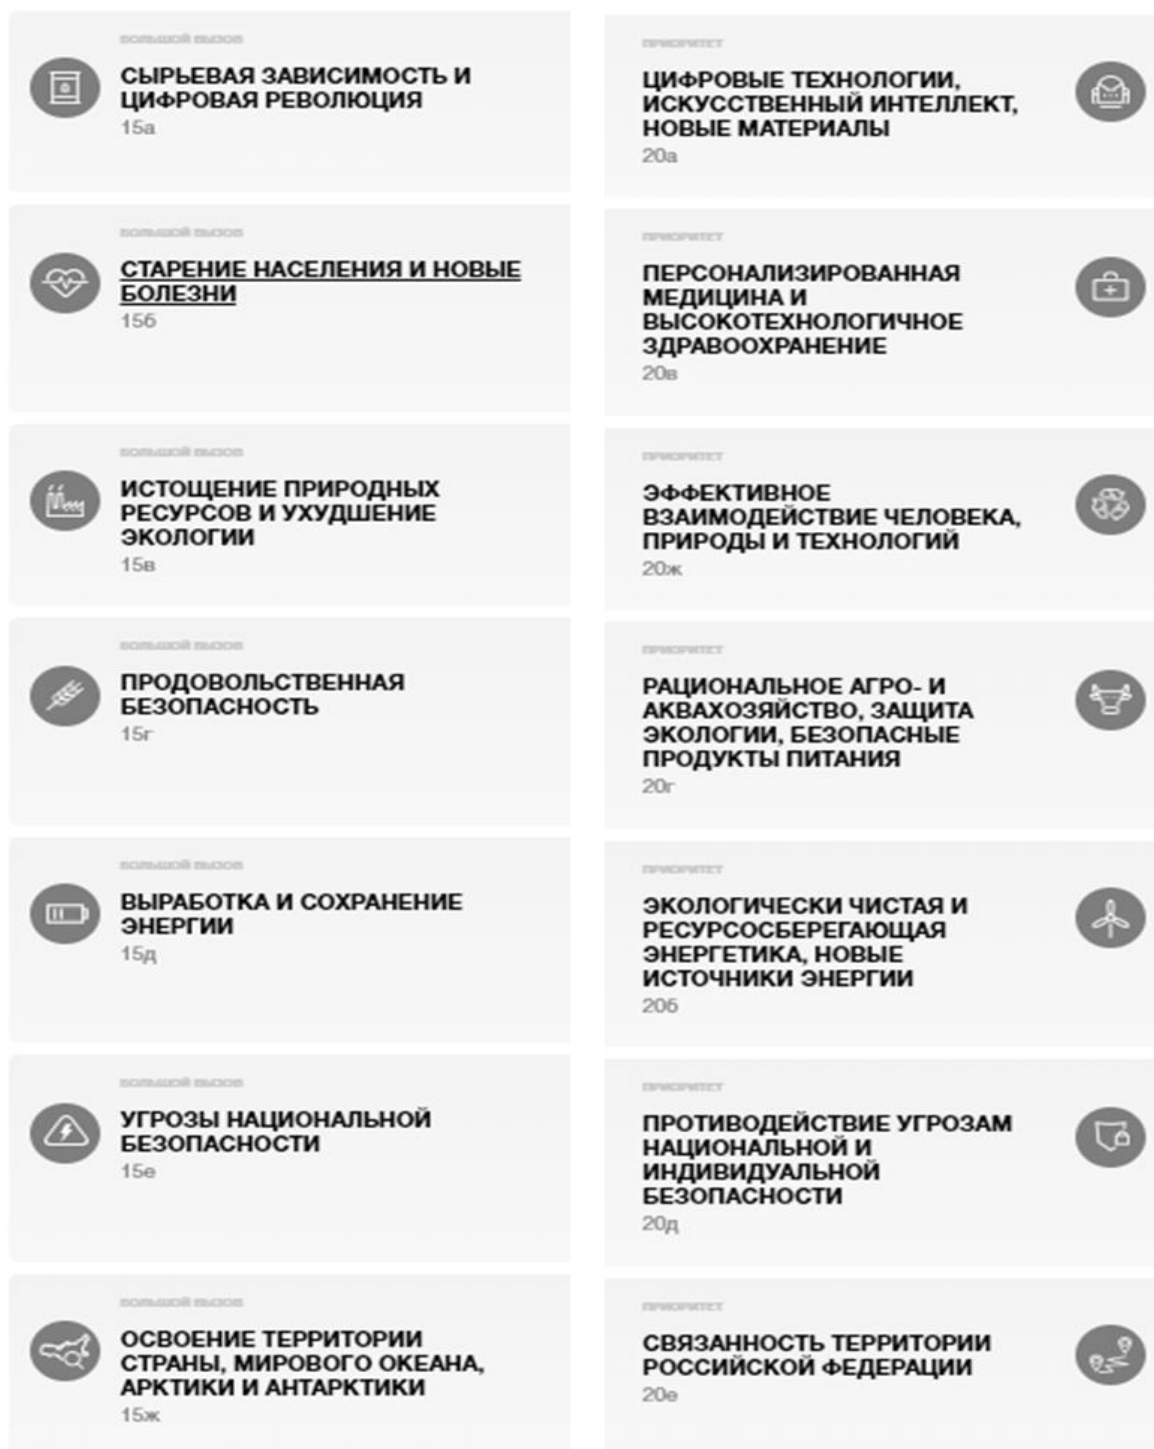 БОЛЬШОЙ ВЫЗОВ
СЫРЬЕВАЯ ЗАВИСИМОСТЬ И
ЦИФРОВАЯ РЕВОЛЮЦИЯ
15а
ПРИОРИТЕТ
ЦИФРОВЫЕ ТЕХНОЛОГИИ,
ИСКУССТВЕННЫЙ ИНТЕЛЛЕКТ,
НОВЫЕ МАТЕРИАЛЫ
20а
БОЛЬШОЙ ВЫЗОВ
СТАРЕНИЕ НАСЕЛЕНИЯ И НОВЫЕ
БОЛЕЗНИ
15б
ПРИОРИТЕТ
ПЕРСОНАЛИЗИРОВАННАЯ
МЕДИЦИНА И
ВЫСОКОТЕХНОЛОГИЧНОЕ
ЗДРАВООХРАНЕНИЕ
20в
БОЛЬШОЙ ВЫЗОВ
ИСТОЩЕНИЕ ПРИРОДНЫХ
РЕСУРСОВ И УХУДШЕНИЕ
ЭКОЛОГИИ
15в
ПРИОРИТЕТ
ЭФФЕКТИВНОЕ
ВЗАИМОДЕЙСТВИЕ ЧЕЛОВЕКА,
ПРИРОДЫ И ТЕХНОЛОГИЙ
20ж
БОЛЬШОЙ ВЫЗОВ
ПРОДОВОЛЬСТВЕННАЯ
БЕЗОПАСНОСТЬ
15г
ПРИОРИТЕТ
РАЦИОНАЛЬНОЕ АГРО- И
АКВАХОЗЯЙСТВО, ЗАЩИТА
ЭКОЛОГИИ, БЕЗОПАСНЫЕ
ПРОДУКТЫ ПИТАНИЯ
20г
БОЛЬШОЙ ВЫЗОВ
ВЫРАБОТКА И СОХРАНЕНИЕ
ЭНЕРГИИ
15д
ПРИОРИТЕТ
ЭКОЛОГИЧЕСКИ ЧИСТАЯ И
РЕСУРСОСБЕРЕГАЮЩАЯ
ЭНЕРГЕТИКА, НОВЫЕ
ИСТОЧНИКИ ЭНЕРГИИ
20б
БОЛЬШОЙ ВЫЗОВ
УГРОЗЫ НАЦИОНАЛЬНОЙ
БЕЗОПАСНОСТИ
15е
ПРИОРИТЕТ
ПРОТИВОДЕЙСТВИЕ УГРОЗАМ
НАЦИОНАЛЬНОЙ И
ИНДИВИДУАЛЬНОЙ
БЕЗОПАСНОСТИ
20д
БОЛЬШОЙ ВЫЗОВ
ОСВОЕНИЕ ТЕРРИТОРИИ
СТРАНЫ, МИРОВОГО ОКЕАНА,
АРКТИКИ И АНТАРКТИКИ
15ж
ПРИОРИТЕТ
СВЯЗАННОСТЬ ТЕРРИТОРИИ
РОССИЙСКОЙ ФЕДЕРАЦИИ
20е